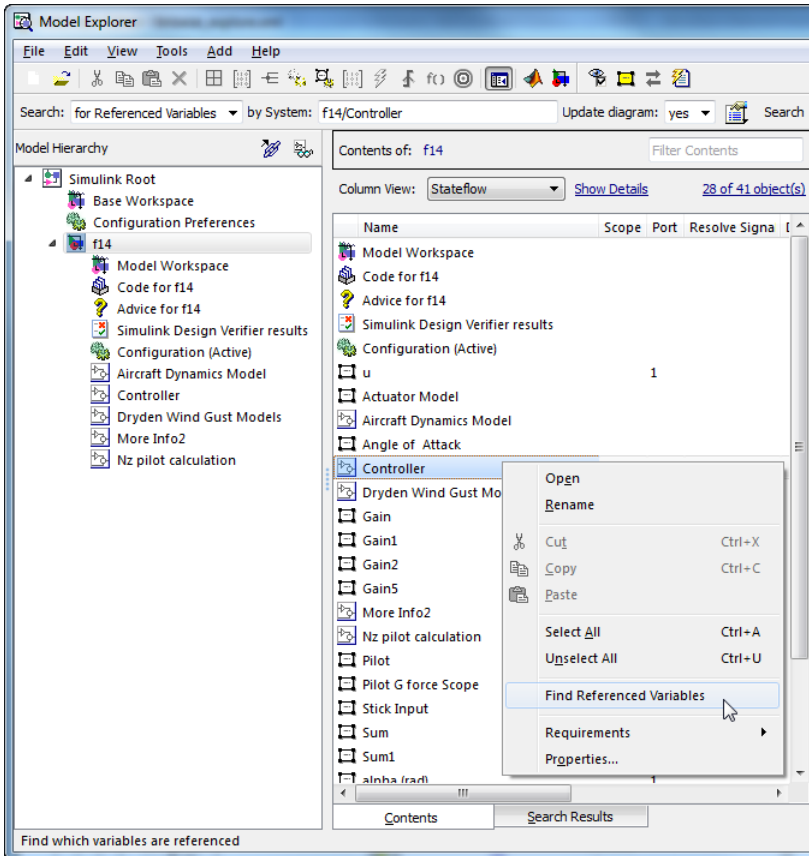 Model Explorer
File Edit View Tools Add Help
Search: for Referenced Variables by System: f14/Controller Update diagram: yes Search
Model Hierarchy
Simulink Root
Base Workspace
Configuration Preferences
f14
Model Workspace
Code for f14
Advice for f14
Simulink Design Verifier results
Configuration (Active)
Aircraft Dynamics Model
Controller
Dryden Wind Gust Models
More Info2
Nz pilot calculation
Contents of: f14 Filter Contents
Column View: Stateflow Show Details 28 of 41 object(s)
Name Scope Port Resolve Signa
Model Workspace
Code for f14
Advice for f14
Simulink Design Verifier results
Configuration (Active)
u 1
Actuator Model
Aircraft Dynamics Model
Angle of Attack
Controller
Dryden Wind Gust Mo
Gain
Gain1
Gain2
Gain5
More Info2
Nz pilot calculation
Pilot
Pilot G force Scope
Stick Input
Sum
Sum1
alpha (rad) 1
Open
Rename
Cut Ctrl+X
Copy Ctrl+C
Paste
Select All Ctrl+A
Unselect All Ctrl+U
Find Referenced Variables
Requirements
Properties...
Contents Search Results
Find which variables are referenced